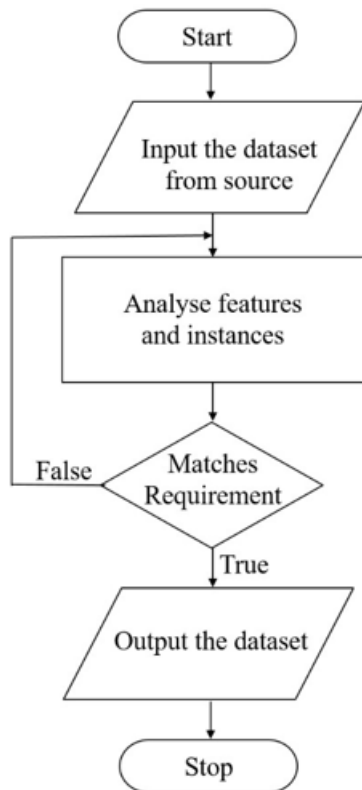 Start
Input the dataset
from source
Analyse features
and instances
Matches
Requirement
False
True
Output the dataset
Stop